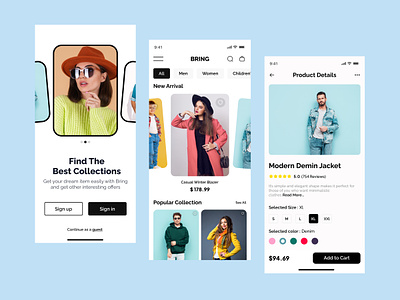 Find The
Best Collections
Get your dream item easily with Bring
and get other interesting offers
Sign up
Sign in
Continue as a guest
9:41
BRING
All
Men
Women
Children
New Arrival
Casual Winter Blazer
$ 178.99
Popular Collection
See All
9:41
Product Details
Modern Demin Jacket
5.0 (754 Reviews)
It's simple and elegant shape makes it perfect for
those of you who want minimalist
clothes Read More..
Selected Size : XL
S
M
L
XL
XXL
Selected color : Denim
$94.69
Add to Cart